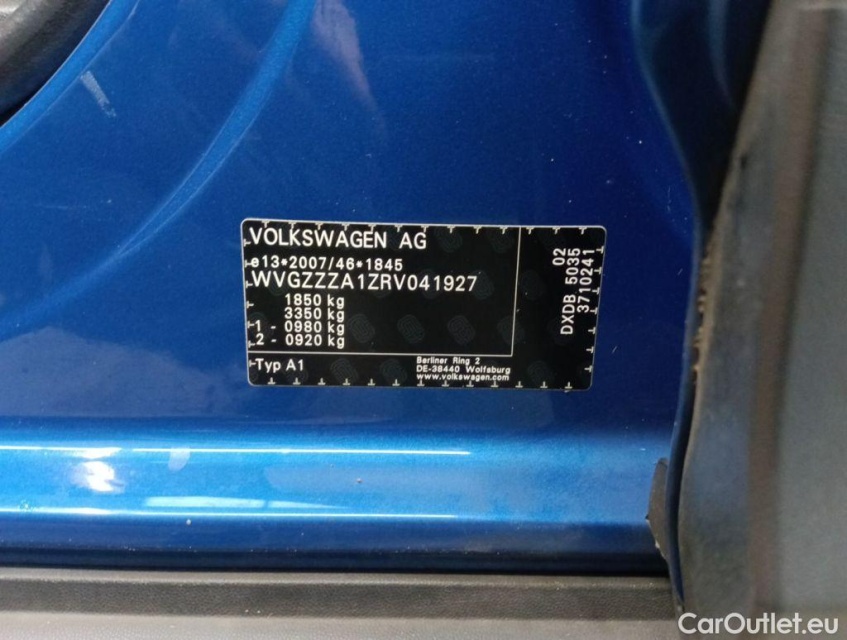 VOLKSWAGEN AG
e13*2007/46*1845
WVGZZZA1ZRV041927
1850 kg
3350 kg
1 - 0980 kg
2 - 0920 kg
Typ A1
Berliner Ring 2
DE-38440 Wolfsburg
www.volkswagen.com
02
DXDB 5035
3710241
CarOutlet.eu